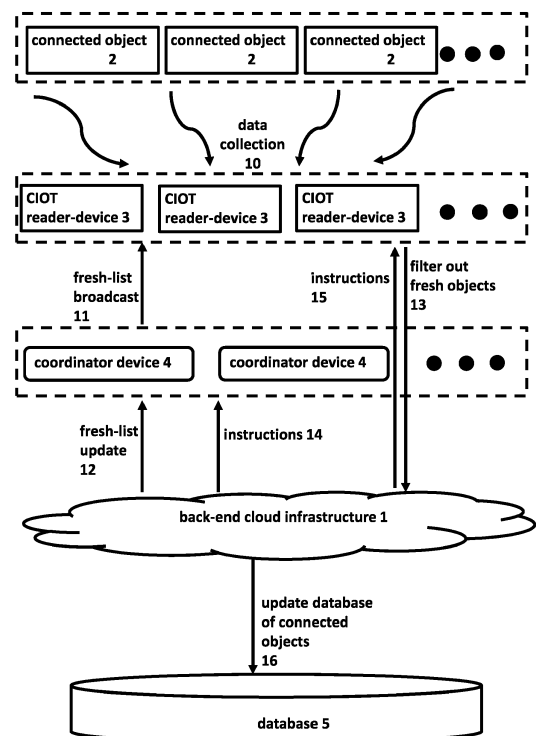 connected object
2
connected object
2
connected object
2
data
collection
10
CIOT
reader-device 3
CIOT
reader-device 3
CIOT
reader-device 3
fresh-list
broadcast
11
instructions
15
filter out
fresh objects
13
coordinator device 4
coordinator device 4
fresh-list
update
12
instructions 14
back-end cloud infrastructure 1
update database
of connected
objects
16
database 5